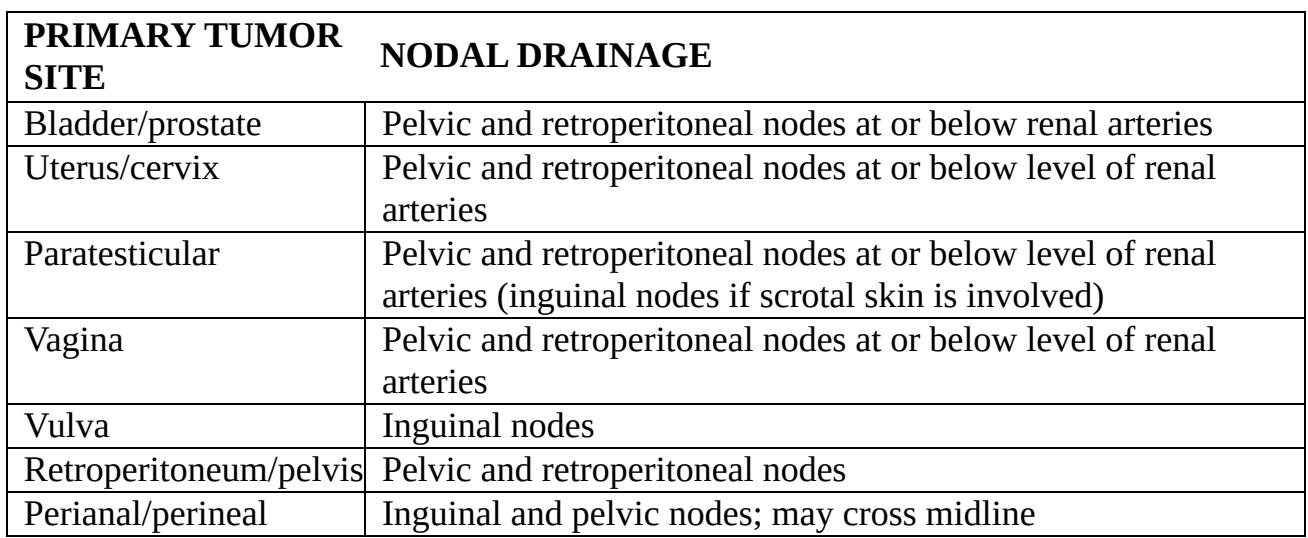 PRIMARY TUMOR
SITE
NODAL DRAINAGE
Bladder/prostate
Pelvic and retroperitoneal nodes at or below renal arteries
Uterus/cervix
Pelvic and retroperitoneal nodes at or below level of renal
arteries
Paratesticular
Pelvic and retroperitoneal nodes at or below level of renal
arteries (inguinal nodes if scrotal skin is involved)
Vagina
Pelvic and retroperitoneal nodes at or below level of renal
arteries
Vulva
Inguinal nodes
Retroperitoneum/pelvis
Pelvic and retroperitoneal nodes
Perianal/perineal
Inguinal and pelvic nodes; may cross midline